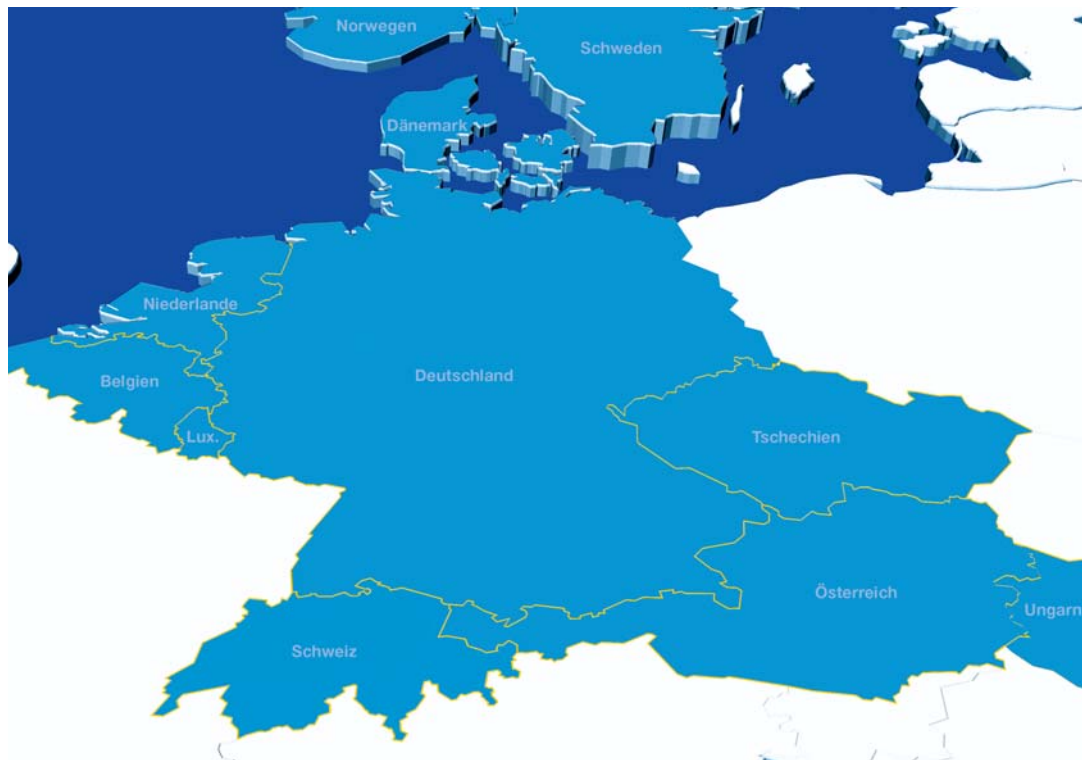 Norwegen
Schweden
Dänemark
Niederlande
Deutschland
Belgien
Lux.
Tschechien
Österreich
Ungarn
Schweiz